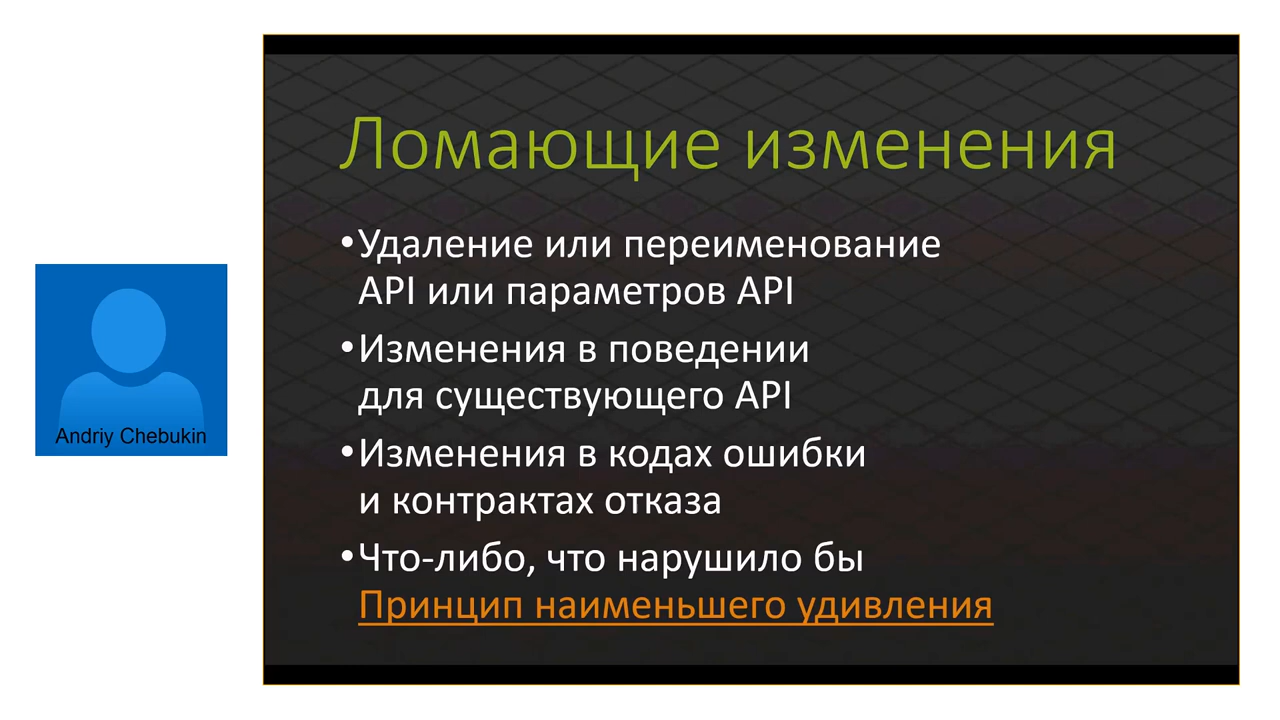 Ломающие изменения
•Удаление или переименование
API или параметров API
•Изменения в поведении
для существующего API
•Изменения в кодах ошибки
и контрактах отказа
•Что-либо, что нарушило бы
Принцип наименьшего удивления
Andriy Chebukin